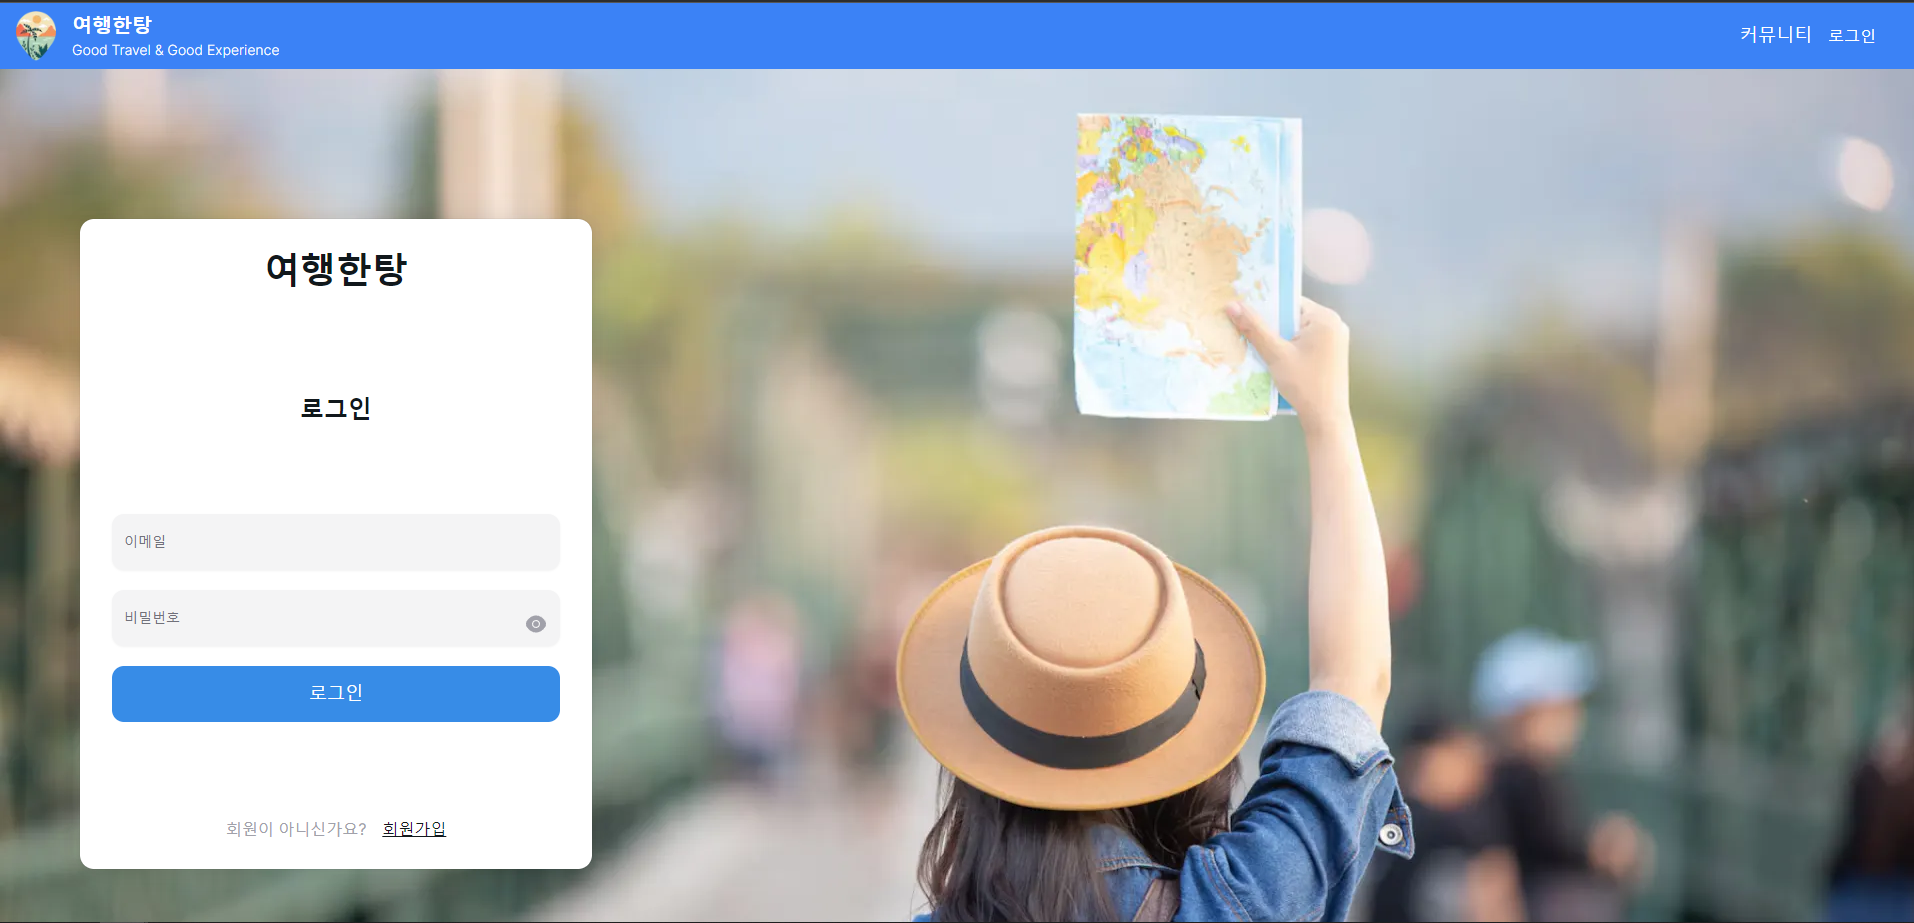 여행한탕
Good Travel & Good Experience
커뮤니티 로그인
여행한탕
로그인
이메일
비밀번호
로그인
회원이 아니신가요? 회원가입